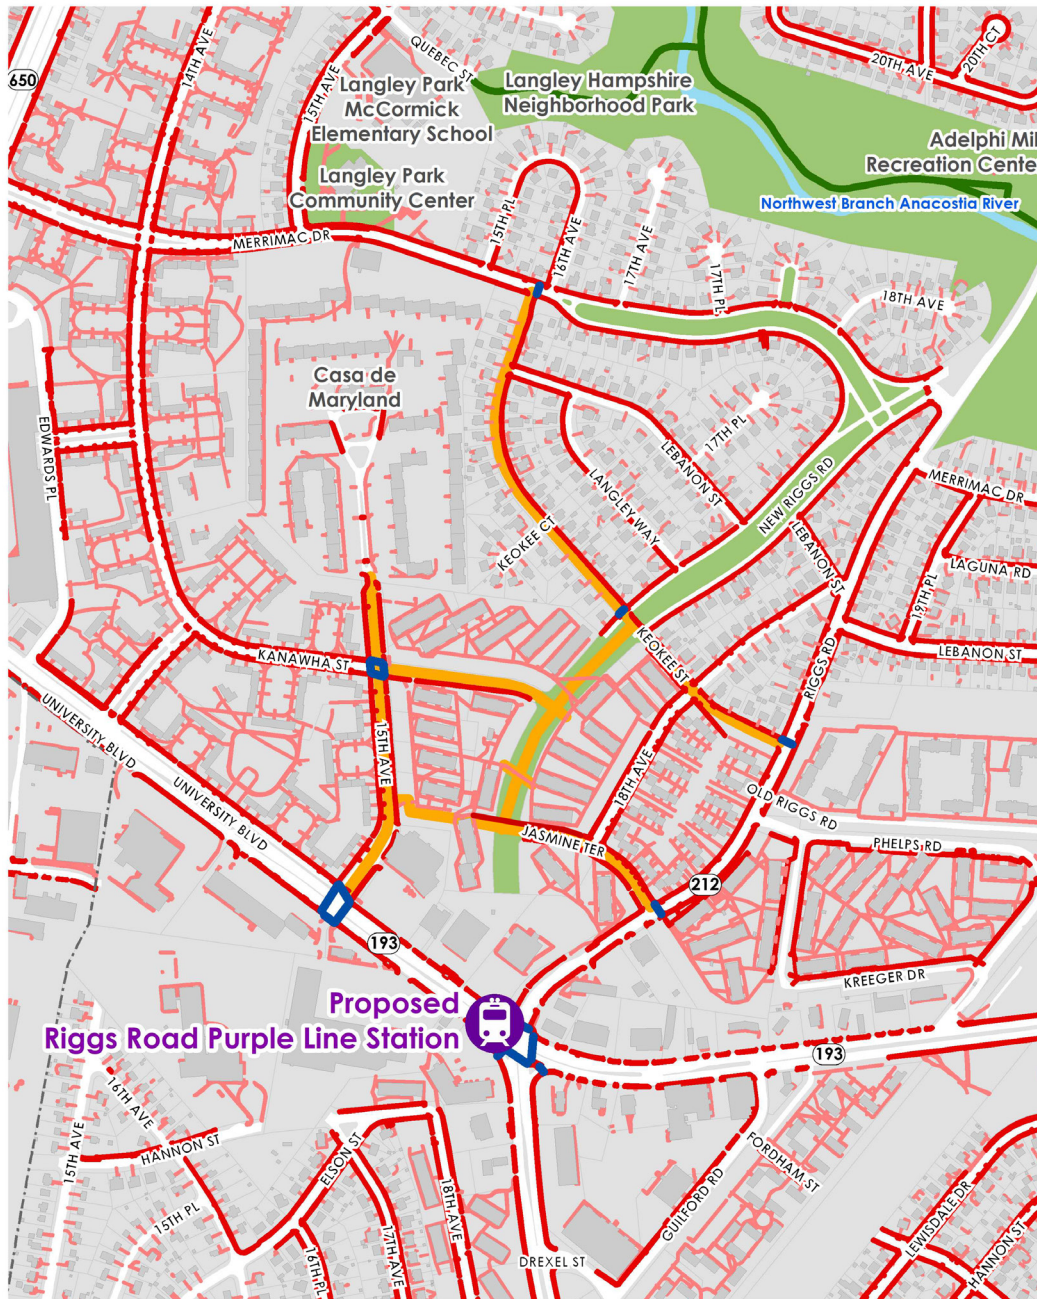 650
14TH AVE
QUEBEC ST
15TH AVE
Langley Park
McCormick
Elementary School
Langley Hampshire
Neighborhood Park
20TH AVE
20TH CT
Adelphi Mil
Recreation Cente
Langley Park
Community Center
Northwest Branch Anacostia River
MERRIMAC DR
15TH PL
16TH AVE
17TH AVE
17TH PL
18TH AVE
Casa de
Maryland
EDWARDS PL
17TH PL
LEBANON ST
LANGLEY WAY
NEW RIGGS RD
MERRIMAC DR
KEOKEE CT
LEBANON ST
LAGUNA RD
19TH PL
KANAWHA ST
KEOKEE ST
LEBANON ST
RIGGS RD
UNIVERSITY BLVD
15TH AVE
UNIVERSITY BLVD
18TH AVE
OLD RIGGS RD
JASMINE TER
PHELPS RD
212
193
KREEGER DR
Proposed
Riggs Road Purple Line Station
193
16TH AVE
15TH AVE
HANNON ST
ELSON ST
18TH AVE
FORDHAM ST
GUILFORD RD
15TH PL
17TH AVE
16TH PL
DREXEL ST
LEWISDALE DR
HANNON ST